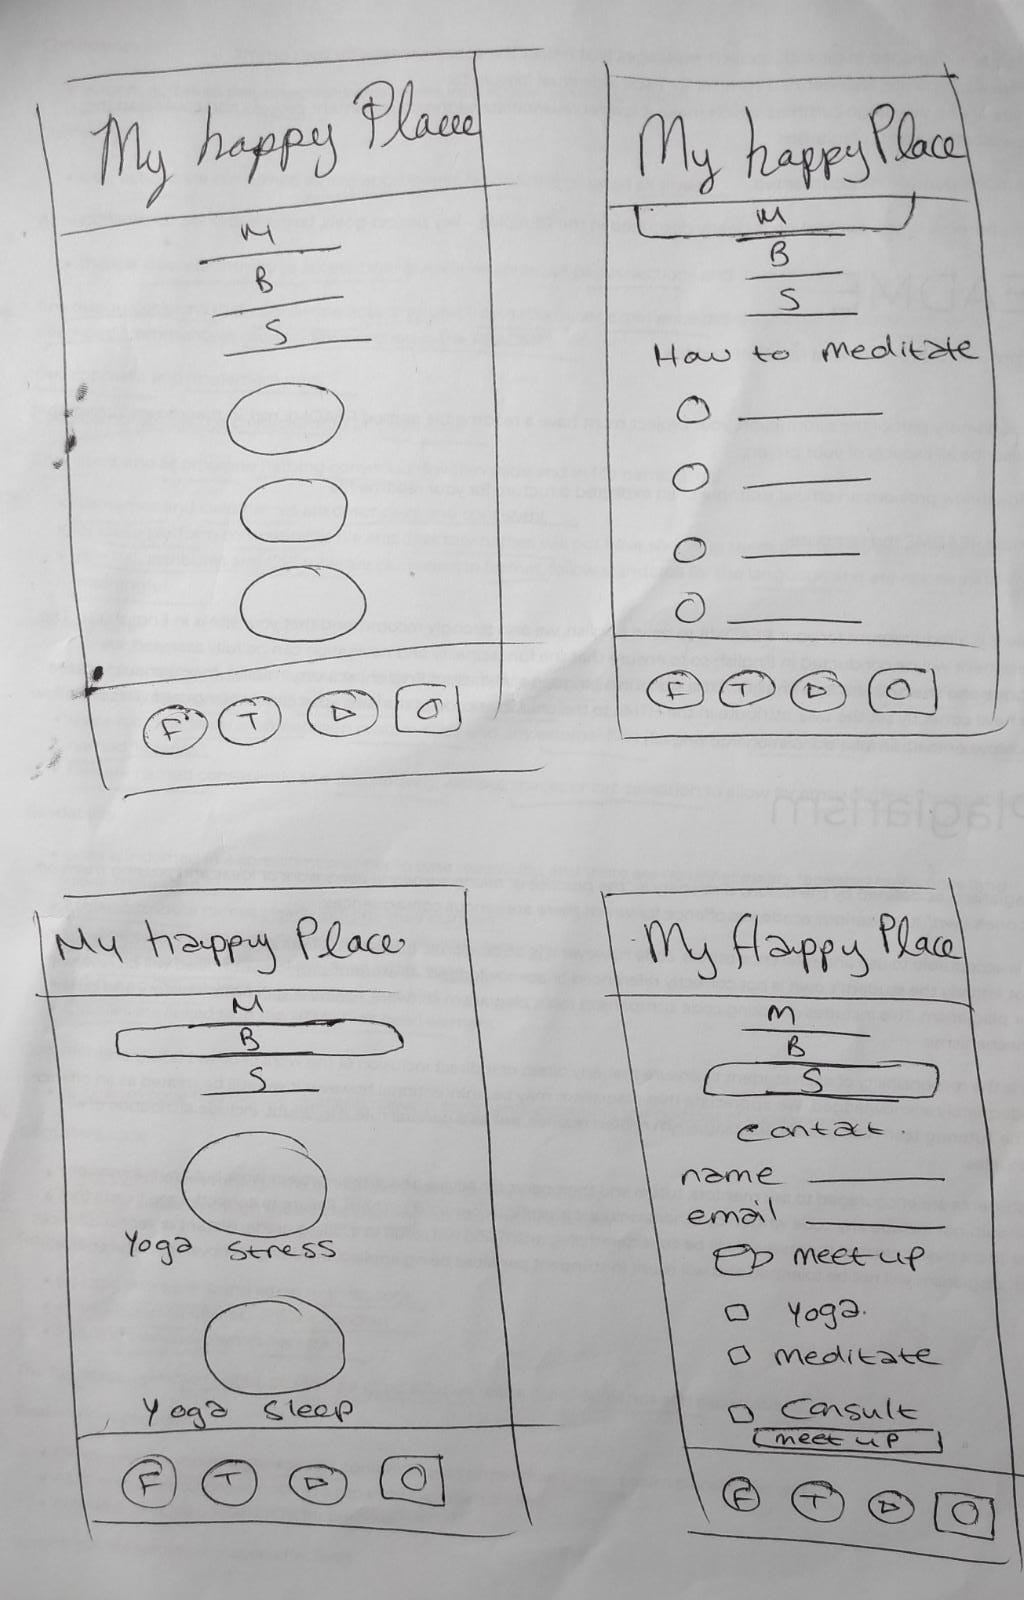 My happy Place
M
B
S
F T
My happy Place
M
B
S
How to meditate
F T
My happy Place
M
B
S
Yoga Stress
Yoga Sleep
F T
My Happy Place
M
B
S
contact.
name
email
meet up
Yoga.
meditate
Consult
meet up
F T